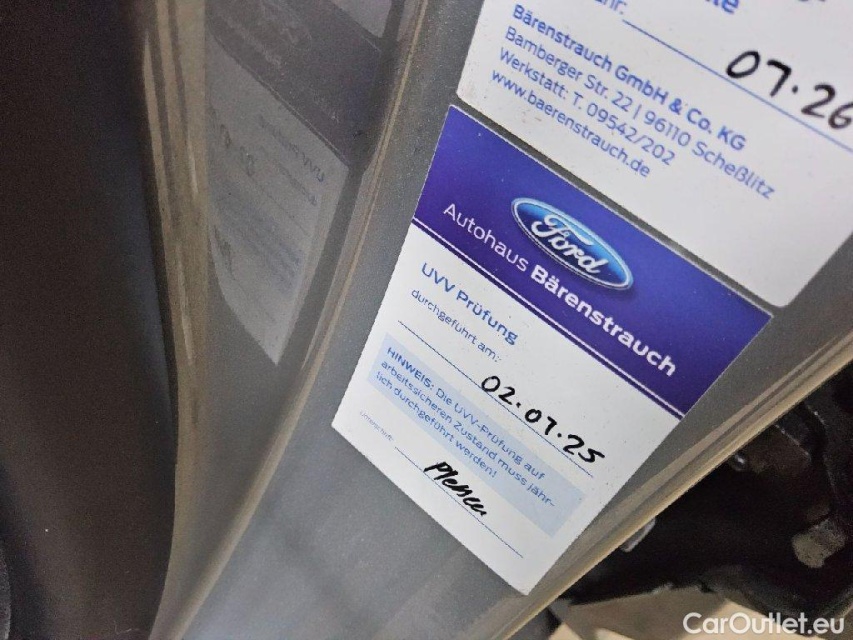 07.26
Bärenstrauch GmbH & Co. KG
Bamberger Str. 22 | 96110 Scheßlitz
Werkstatt: T. 09542/202
www.baerenstrauch.de
Ford
Autohaus Bärenstrauch
UVV Prüfung
durchgeführt am:
02.07.25
HINWEIS: Die UVV-Prüfung auf
arbeitssicheren Zustand muss jähr-
lich durchgeführt werden!
Unterschrift:
CarOutlet.eu